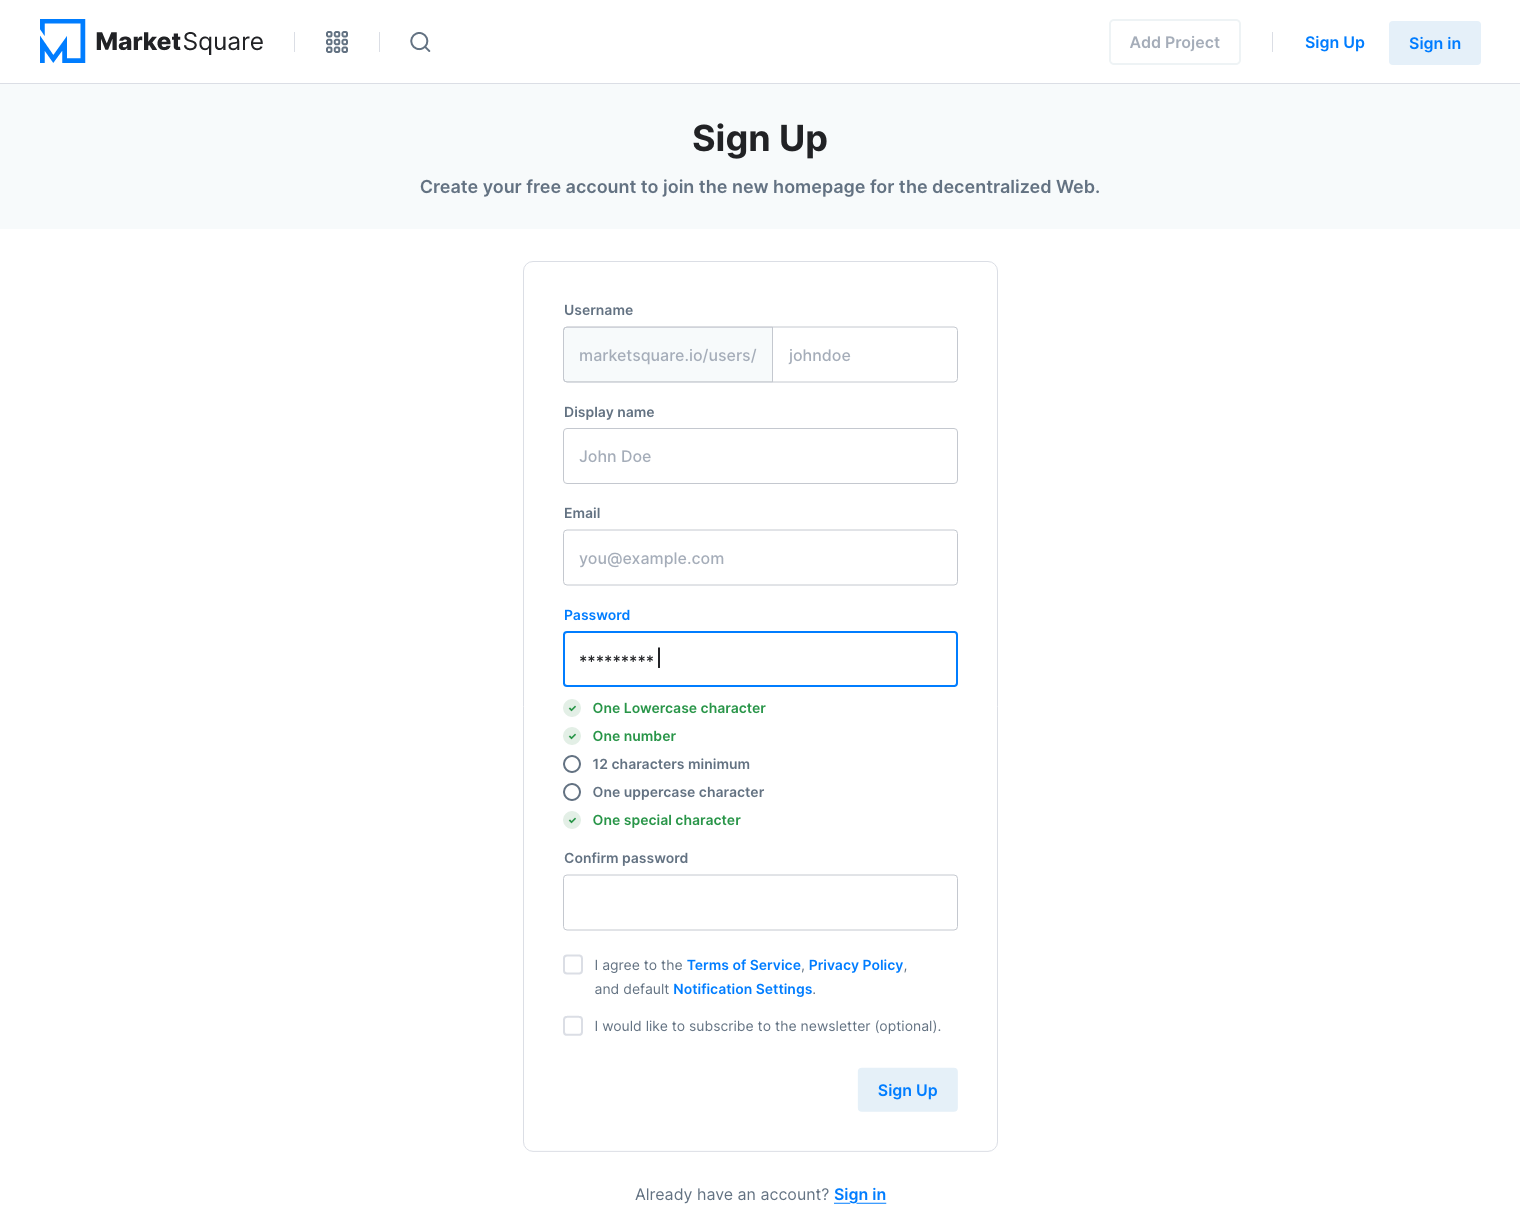 MarketSquare
Add Project
Sign Up
Sign in
Sign Up
Create your free account to join the new homepage for the decentralized Web.
Username
marketsquare.io/users/ johndoe
Display name
John Doe
Email
you@example.com
Password
*********
One Lowercase character
One number
12 characters minimum
One uppercase character
One special character
Confirm password
I agree to the Terms of Service, Privacy Policy,
and default Notification Settings.
I would like to subscribe to the newsletter (optional).
Sign Up
Already have an account? Sign in